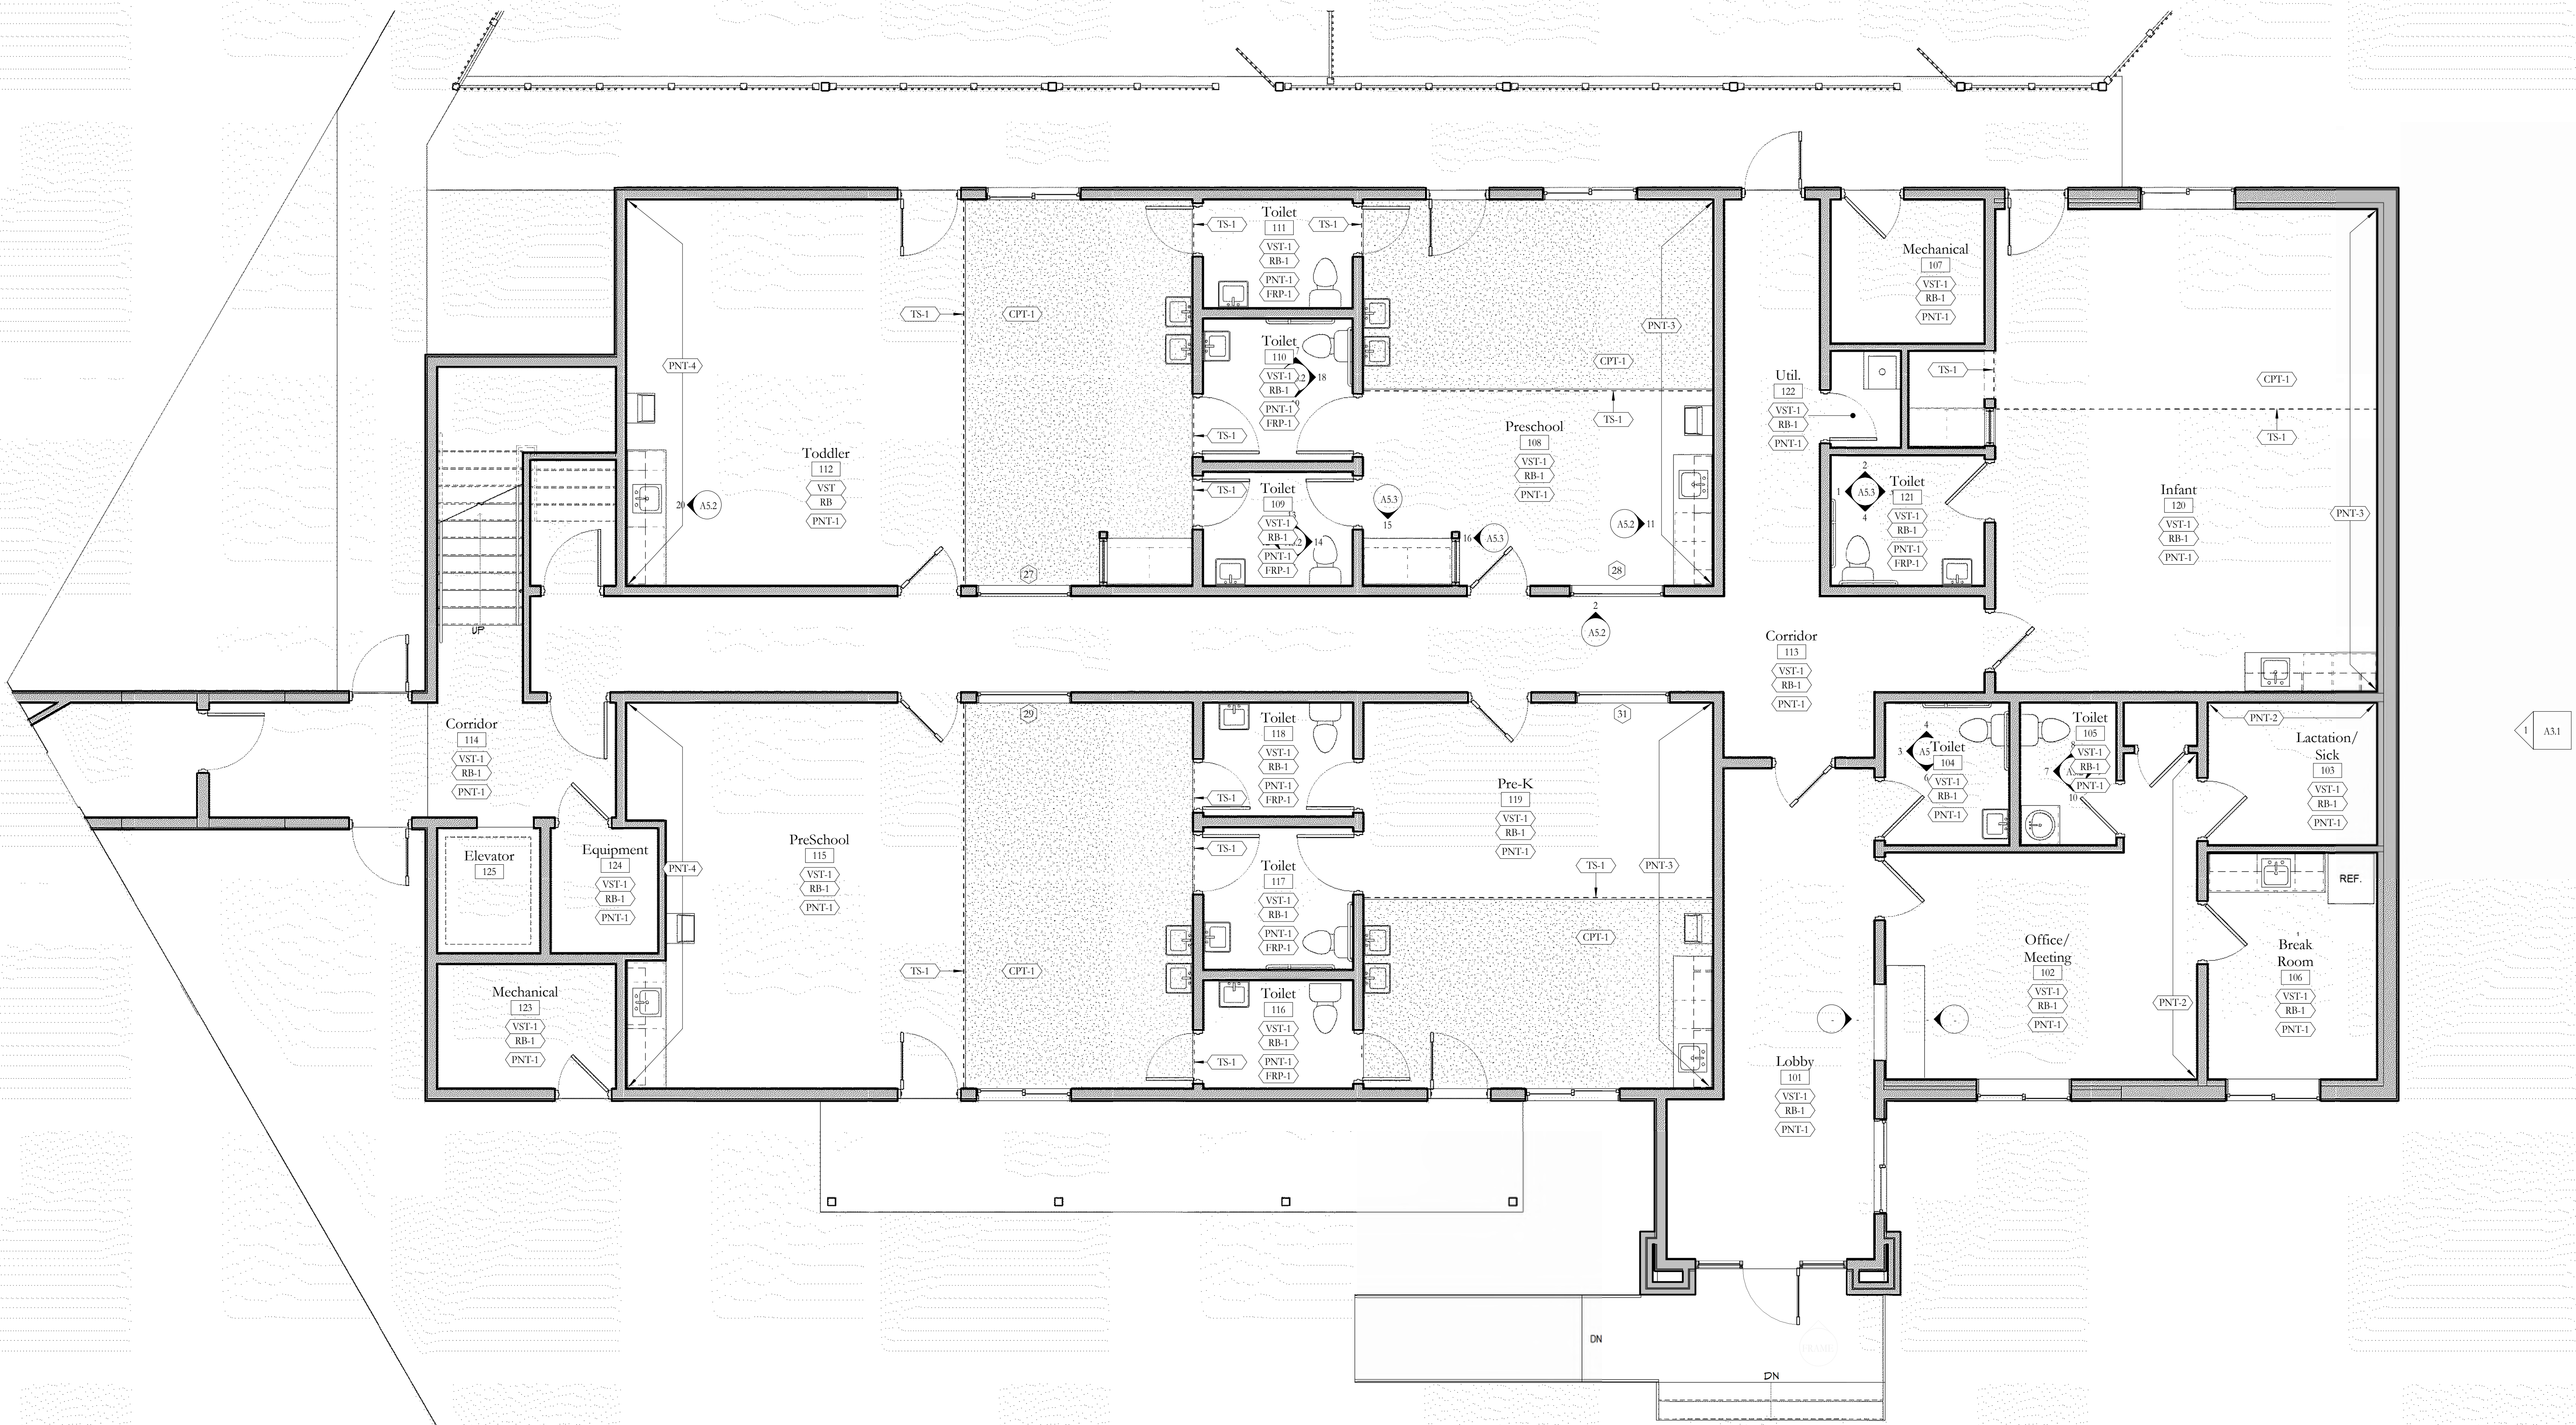 Toilet
111
VST-1
RB-1
PNT-1
FRP-1
TS-1
TS-1
Mechanical
107
VST-1
RB-1
PNT-1
TS-1
CPT-1
PNT-3
PNT-4
CPT-1
Toilet
110
VST-1
RB-1
PNT-1
FRP-1
18
TS-1
TS-1
Util.
122
VST-1
RB-1
PNT-1
TS-1
CPT-1
TS-1
Toddler
112
VST
RB
PNT-1
20
A5.2
Toilet
109
VST-1
RB-1
PNT-1
FRP-1
14
TS-1
A5.3
15
16
A5.3
Preschool
108
VST-1
RB-1
PNT-1
A5.2
11
2
1
A5.3
4
Toilet
121
VST-1
RB-1
PNT-1
FRP-1
Infant
120
VST-1
RB-1
PNT-1
PNT-3
27
28
UP
2
A5.2
Corridor
113
VST-1
RB-1
PNT-1
Corridor
114
VST-1
RB-1
PNT-1
29
31
Toilet
118
VST-1
RB-1
PNT-1
FRP-1
TS-1
Pre-K
119
VST-1
RB-1
PNT-1
4
3
A5
6
Toilet
104
VST-1
RB-1
PNT-1
Toilet
105
VST-1
RB-1
PNT-1
7
10
PNT-2
Lactation/
Sick
103
VST-1
RB-1
PNT-1
1
A3.1
Elevator
125
Equipment
124
VST-1
RB-1
PNT-1
PNT-4
PreSchool
115
VST-1
RB-1
PNT-1
TS-1
Toilet
117
VST-1
RB-1
PNT-1
FRP-1
TS-1
PNT-3
REF.
TS-1
CPT-1
CPT-1
Office/
Meeting
102
VST-1
RB-1
PNT-1
PNT-2
Break
Room
106
VST-1
RB-1
PNT-1
Mechanical
123
VST-1
RB-1
PNT-1
Toilet
116
VST-1
RB-1
PNT-1
FRP-1
TS-1
-
-
-
-
Lobby
101
VST-1
RB-1
PNT-1
DN
DN